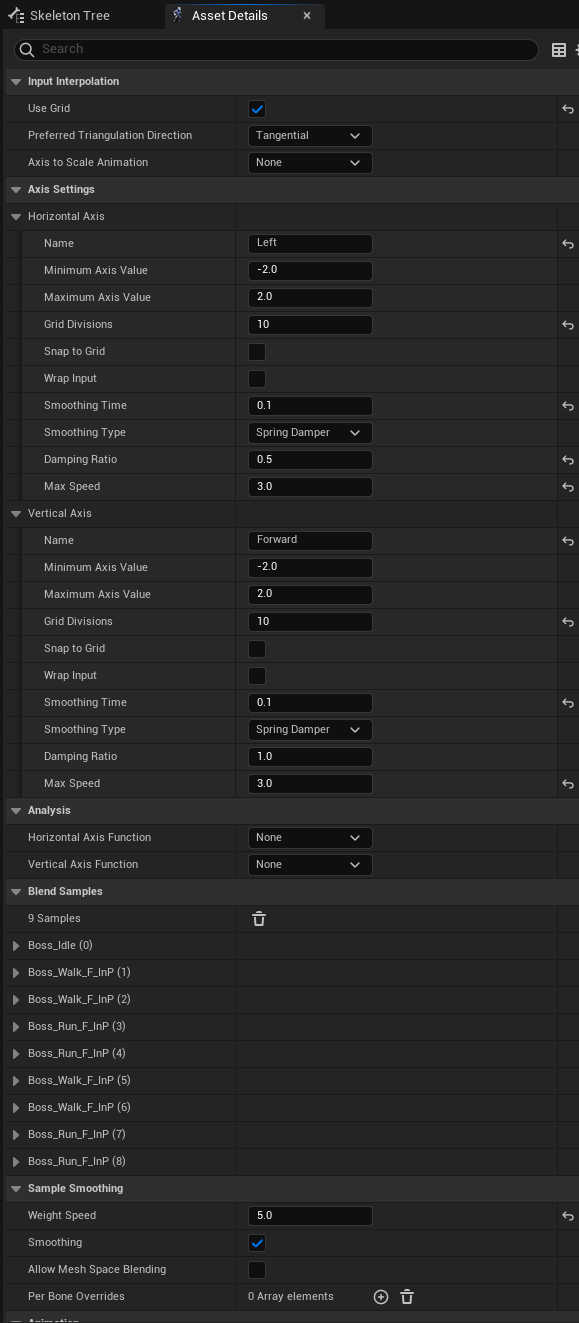 Skeleton Tree
Asset Details
Search
Input Interpolation
Use Grid
Preferred Triangulation Direction Tangential
Axis to Scale Animation None
Axis Settings
Horizontal Axis
Name Left
Minimum Axis Value -2.0
Maximum Axis Value 2.0
Grid Divisions 10
Snap to Grid
Wrap Input
Smoothing Time 0.1
Smoothing Type Spring Damper
Damping Ratio 0.5
Max Speed 3.0
Vertical Axis
Name Forward
Minimum Axis Value -2.0
Maximum Axis Value 2.0
Grid Divisions 10
Snap to Grid
Wrap Input
Smoothing Time 0.1
Smoothing Type Spring Damper
Damping Ratio 1.0
Max Speed 3.0
Analysis
Horizontal Axis Function None
Vertical Axis Function None
Blend Samples
9 Samples
Boss_Idle (0)
Boss_Walk_F_InP (1)
Boss_Walk_F_InP (2)
Boss_Run_F_InP (3)
Boss_Run_F_InP (4)
Boss_Walk_F_InP (5)
Boss_Walk_F_InP (6)
Boss_Run_F_InP (7)
Boss_Run_F_InP (8)
Sample Smoothing
Weight Speed 5.0
Smoothing
Allow Mesh Space Blending
Per Bone Overrides 0 Array elements
Animation